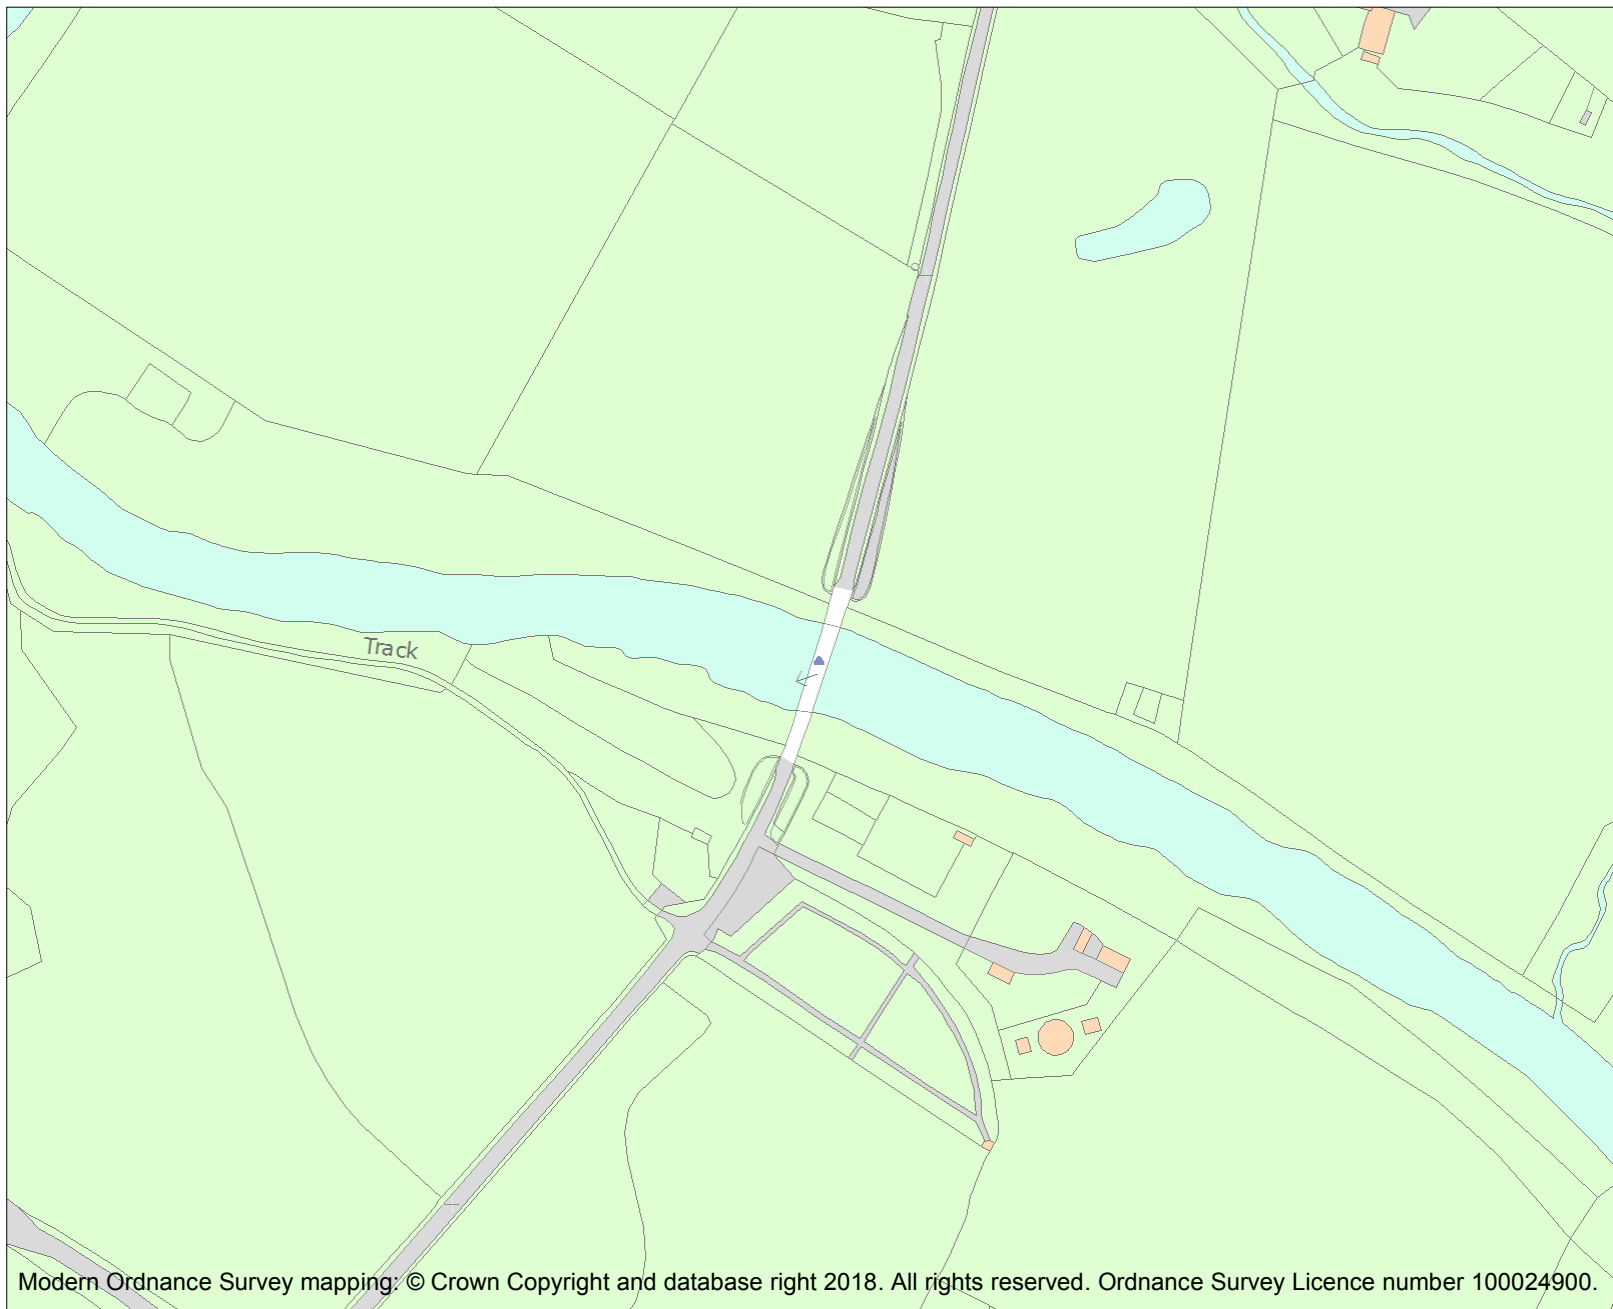 Track
Modern Ordnance Survey mapping: © Crown Copyright and database right 2018. All rights reserved. Ordnance Survey Licence number 100024900.